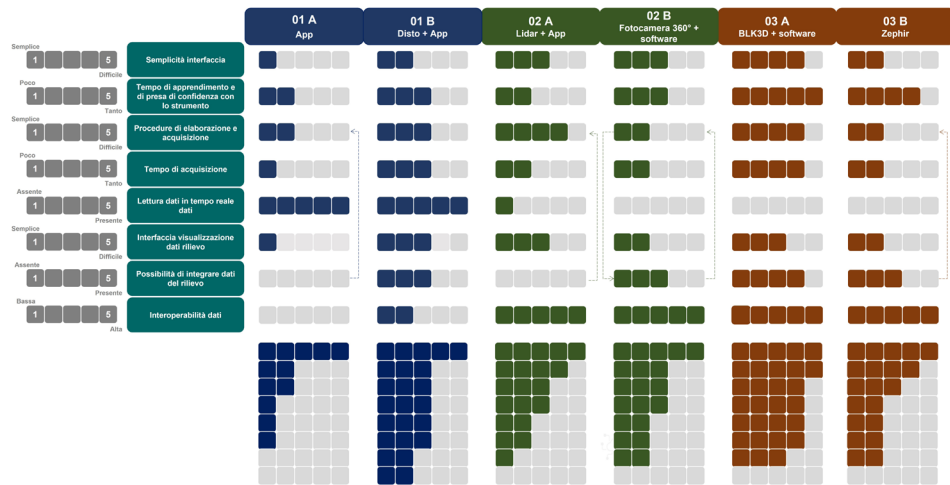 01 A
App
01 B
Disto + App
02 A
Lidar + App
02 B
Fotocamera 360° +
software
03 A
BLK3D + software
03 B
Zephir
Semplice
1 5
Difficile
Semplicità interfaccia
Poco
1 5
Tanto
Tempo di apprendimento e
di presa di confidenza con
lo strumento
Semplice
1 5
Difficile
Procedure di elaborazione e
acquisizione
Poco
1 5
Tanto
Tempo di acquisizione
Assente
1 5
Presente
Lettura dati in tempo reale
dati
Semplice
1 5
Difficile
Interfaccia visualizzazione
dati rilievo
Assente
1 5
Presente
Possibilità di integrare dati
del rilievo
Bassa
1 5
Alta
Interoperabilità dati